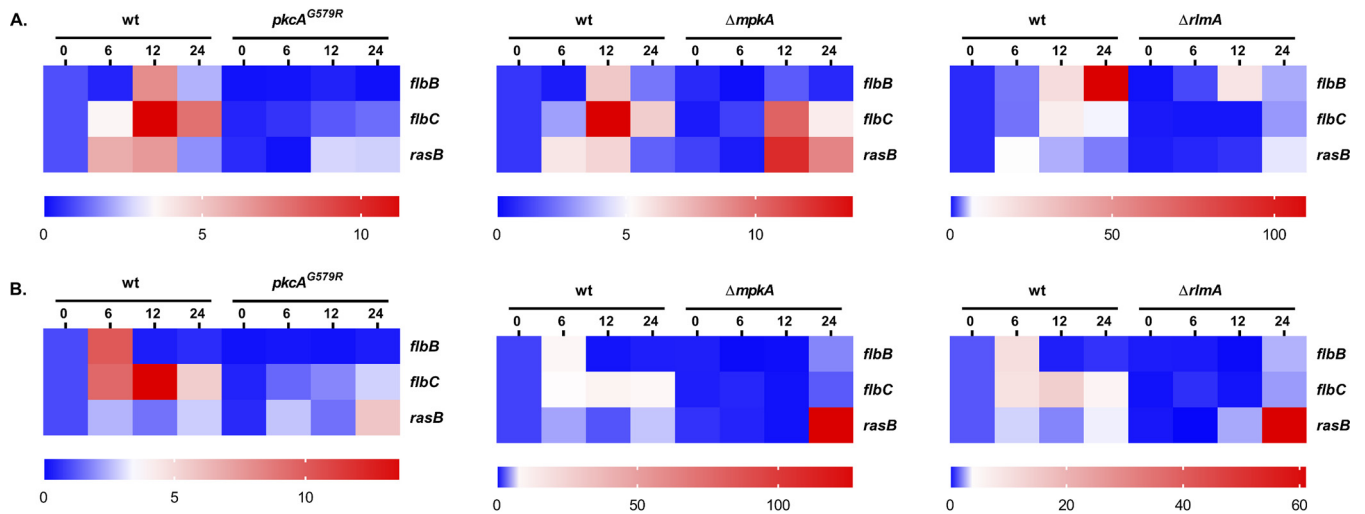 A.
wt pkcA^G579R
0 6 12 24 0 6 12 24
flbB
flbC
rasB
0 5 10
wt ΔmpkA
0 6 12 24 0 6 12 24
flbB
flbC
rasB
0 5 10
wt ΔrlmA
0 6 12 24 0 6 12 24
flbB
flbC
rasB
0 50 100
B.
wt pkcA^G579R
0 6 12 24 0 6 12 24
flbB
flbC
rasB
0 5 10
wt ΔmpkA
0 6 12 24 0 6 12 24
flbB
flbC
rasB
0 50 100
wt ΔrlmA
0 6 12 24 0 6 12 24
flbB
flbC
rasB
0 20 40 60